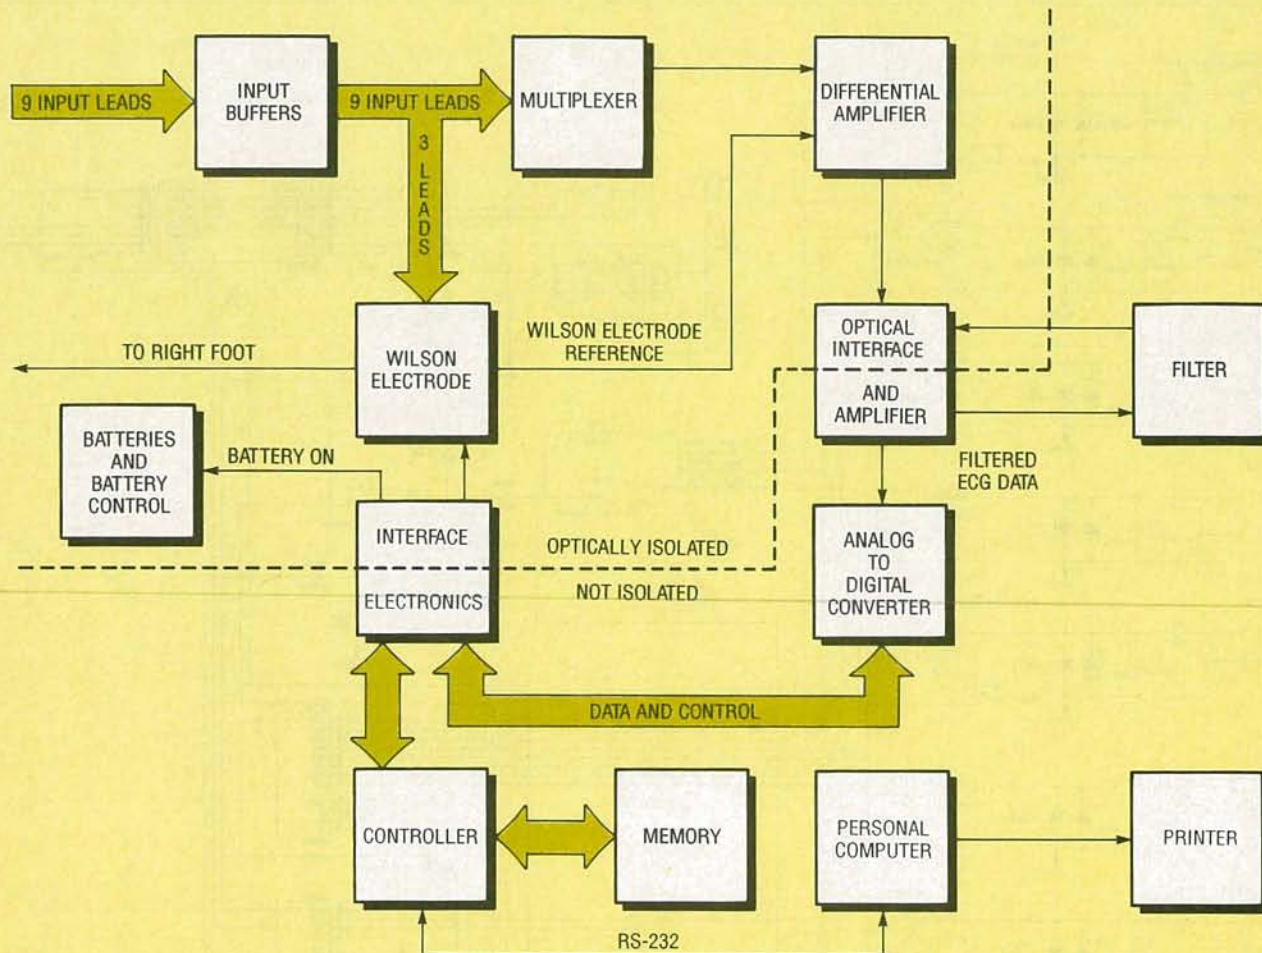 9 INPUT LEADS
INPUT
BUFFERS
9 INPUT LEADS
3
LEADS
MULTIPLEXER
DIFFERENTIAL
AMPLIFIER
TO RIGHT FOOT
WILSON
ELECTRODE
WILSON ELECTRODE
REFERENCE
OPTICAL
INTERFACE
AND
AMPLIFIER
FILTER
BATTERIES
AND
BATTERY
CONTROL
BATTERY ON
FILTERED
ECG DATA
INTERFACE
ELECTRONICS
OPTICALLY ISOLATED
NOT ISOLATED
ANALOG
TO
DIGITAL
CONVERTER
DATA AND CONTROL
CONTROLLER
MEMORY
PERSONAL
COMPUTER
PRINTER
RS-232